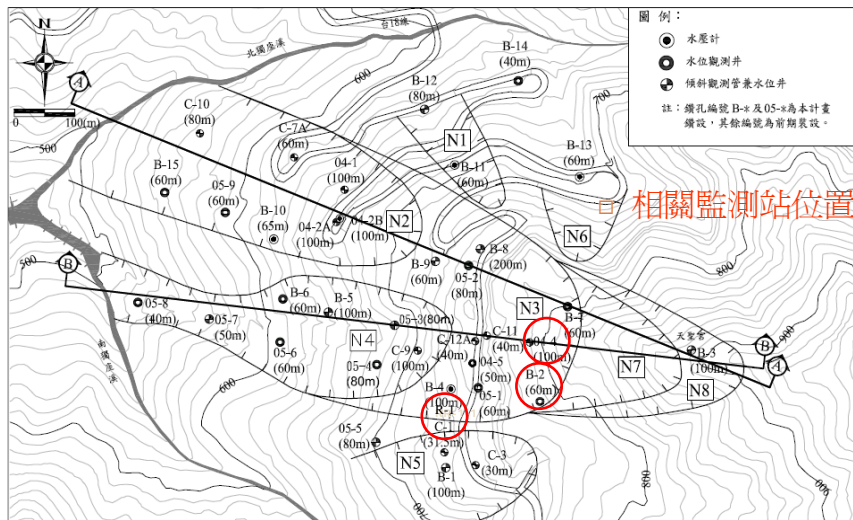 圖 例：
水壓計
水位觀測井
傾斜觀測管兼水位井
註：鑽孔編號 B-* 及05-*為本計畫
鑽設，其餘編號為前期裝設。
相關監測站位置
N
0 100(m)
台18線
北獨座溪
南獨座溪
A
B
B
A
500
500
600
600
700
700
800
800
900
900
B-14
(40m)
B-12
(80m)
C-10
(80m)
C-7A
(60m)
N1
B-11
(60m)
B-13
(60m)
04-1
(100m)
B-15
(60m)
05-9
(60m)
B-10
(65m)
04-2A
(100m)
04-2B
(100m)
N2
N6
B-8
(200m)
B-9
(60m)
05-2
(80m)
N3
B-7
(60m)
05-8
(40m)
05-7
(50m)
B-6
(60m)
B-5
(100m)
05-3(80m)
N4
05-6
(60m)
05-4
(80m)
C-9
(100m)
C-12A
(40m)
C-11
(40m)
04-4
(100m)
04-5
(50m)
B-2
(60m)
天聖宮
B-3
(100m)
N7
N8
B-4
(100m)
05-1
(60m)
R-1
C-1
(31.5m)
05-5
(80m)
N5
B-1
(100m)
C-3
(30m)